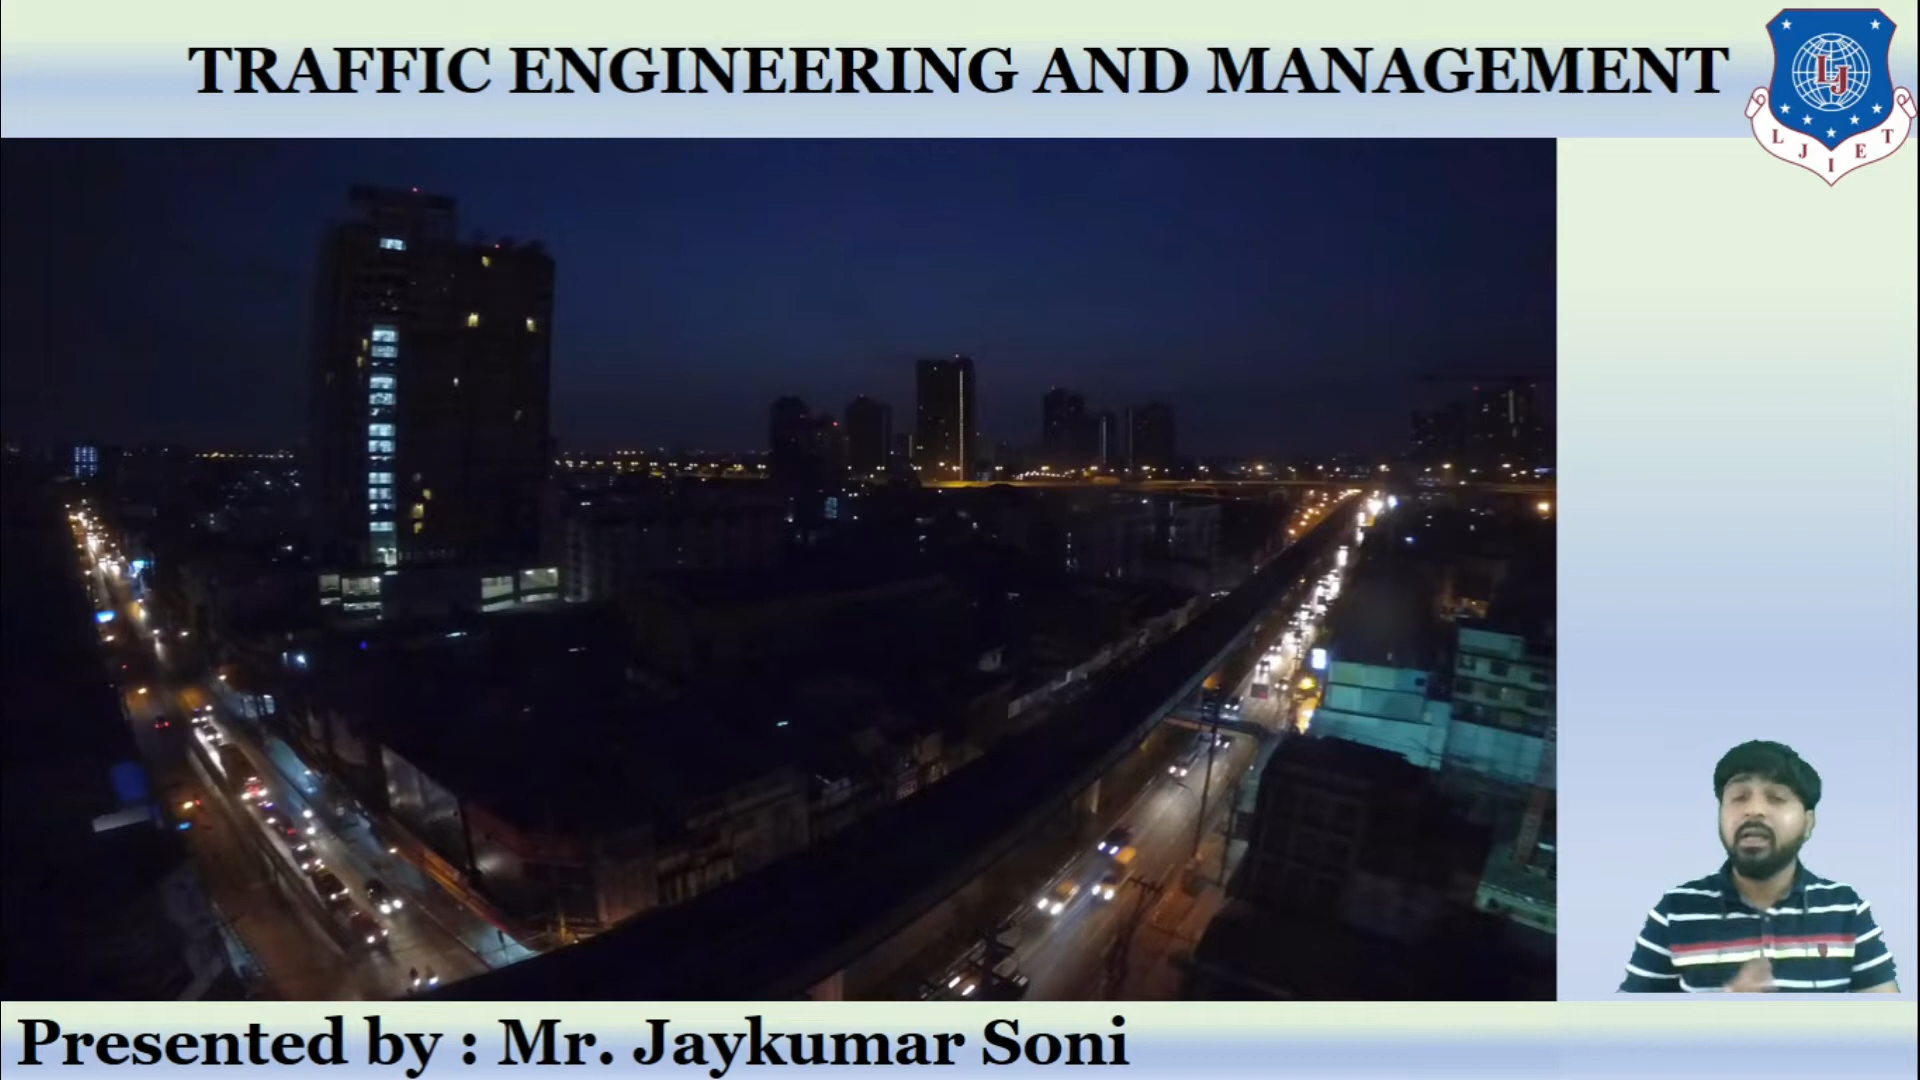 TRAFFIC ENGINEERING AND MANAGEMENT
LJ
L J I E T
Presented by : Mr. Jaykumar Soni